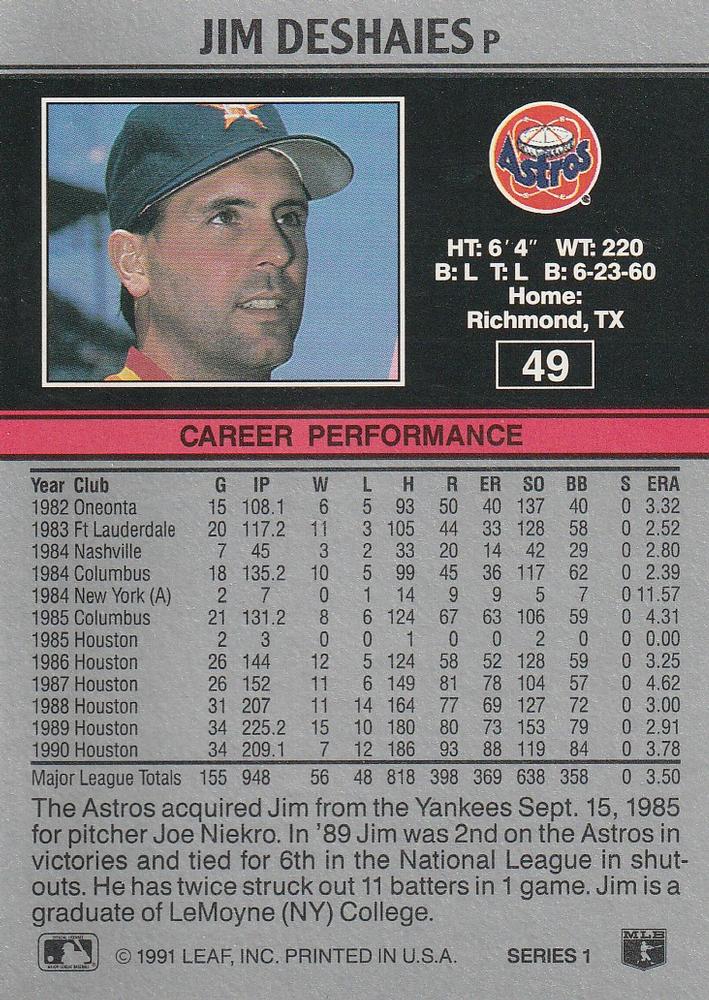 JIM DESHAIES P
Astros
HT: 6'4" WT: 220
B: L T: L B: 6-23-60
Home:
Richmond, TX
49
CAREER PERFORMANCE
Year Club G IP W L H R ER SO BB S ERA
1982 Oneonta 15 108.1 6 5 93 50 40 137 40 0 3.32
1983 Ft Lauderdale 20 117.2 11 3 105 44 33 128 58 0 2.52
1984 Nashville 7 45 3 2 33 20 14 42 29 0 2.80
1984 Columbus 18 135.2 10 5 99 45 36 117 62 0 2.39
1984 New York (A) 2 7 0 1 14 9 9 5 7 0 11.57
1985 Columbus 21 131.2 8 6 124 67 63 106 59 0 4.31
1985 Houston 2 3 0 0 1 0 0 2 0 0 0.00
1986 Houston 26 144 12 5 124 58 52 128 59 0 3.25
1987 Houston 26 152 11 6 149 81 78 104 57 0 4.62
1988 Houston 31 207 11 14 164 77 69 127 72 0 3.00
1989 Houston 34 225.2 15 10 180 80 73 153 79 0 2.91
1990 Houston 34 209.1 7 12 186 93 88 119 84 0 3.78
Major League Totals 155 948 56 48 818 398 369 638 358 0 3.50
The Astros acquired Jim from the Yankees Sept. 15, 1985
for pitcher Joe Niekro. In '89 Jim was 2nd on the Astros in
victories and tied for 6th in the National League in shut-
outs. He has twice struck out 11 batters in 1 game. Jim is a
graduate of LeMoyne (NY) College.
© 1991 LEAF, INC. PRINTED IN U.S.A. SERIES 1
MLB